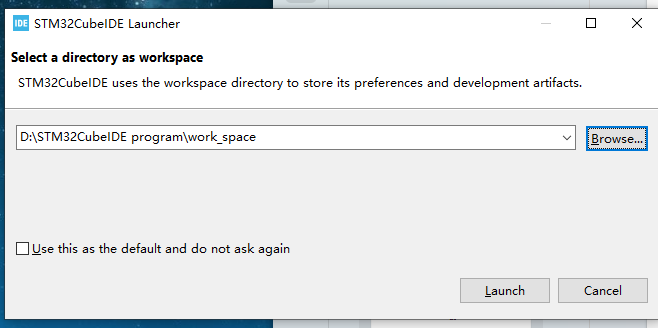 IDE STM32CubeIDE Launcher
Select a directory as workspace
STM32CubeIDE uses the workspace directory to store its preferences and development artifacts.
D:\STM32CubeIDE program\work_space
Browse...
Use this as the default and do not ask again
Launch
Cancel